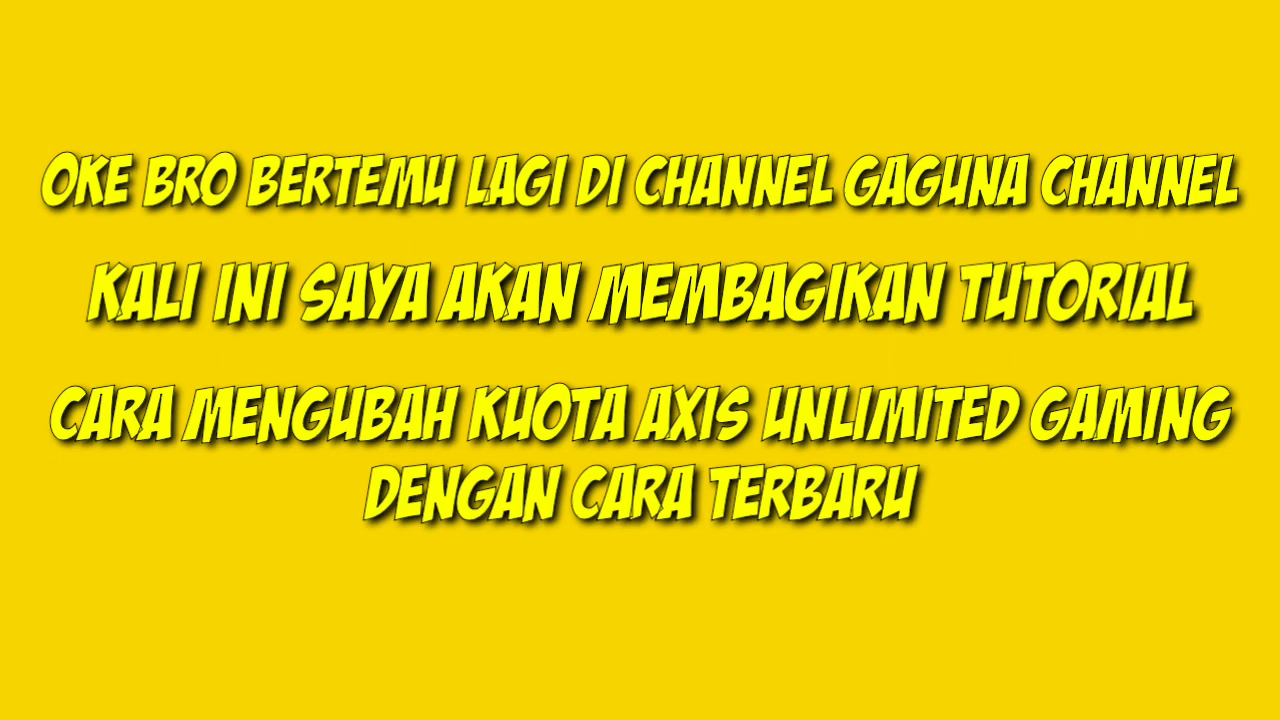 OKE BRO BERTEMU LAGI DI CHANNEL GAGUNA CHANNEL
KALI INI SAYA AKAN MEMBAGIKAN TUTORIAL
CARA MENGUBAH KUOTA AXIS UNLIMITED GAMING
DENGAN CARA TERBARU